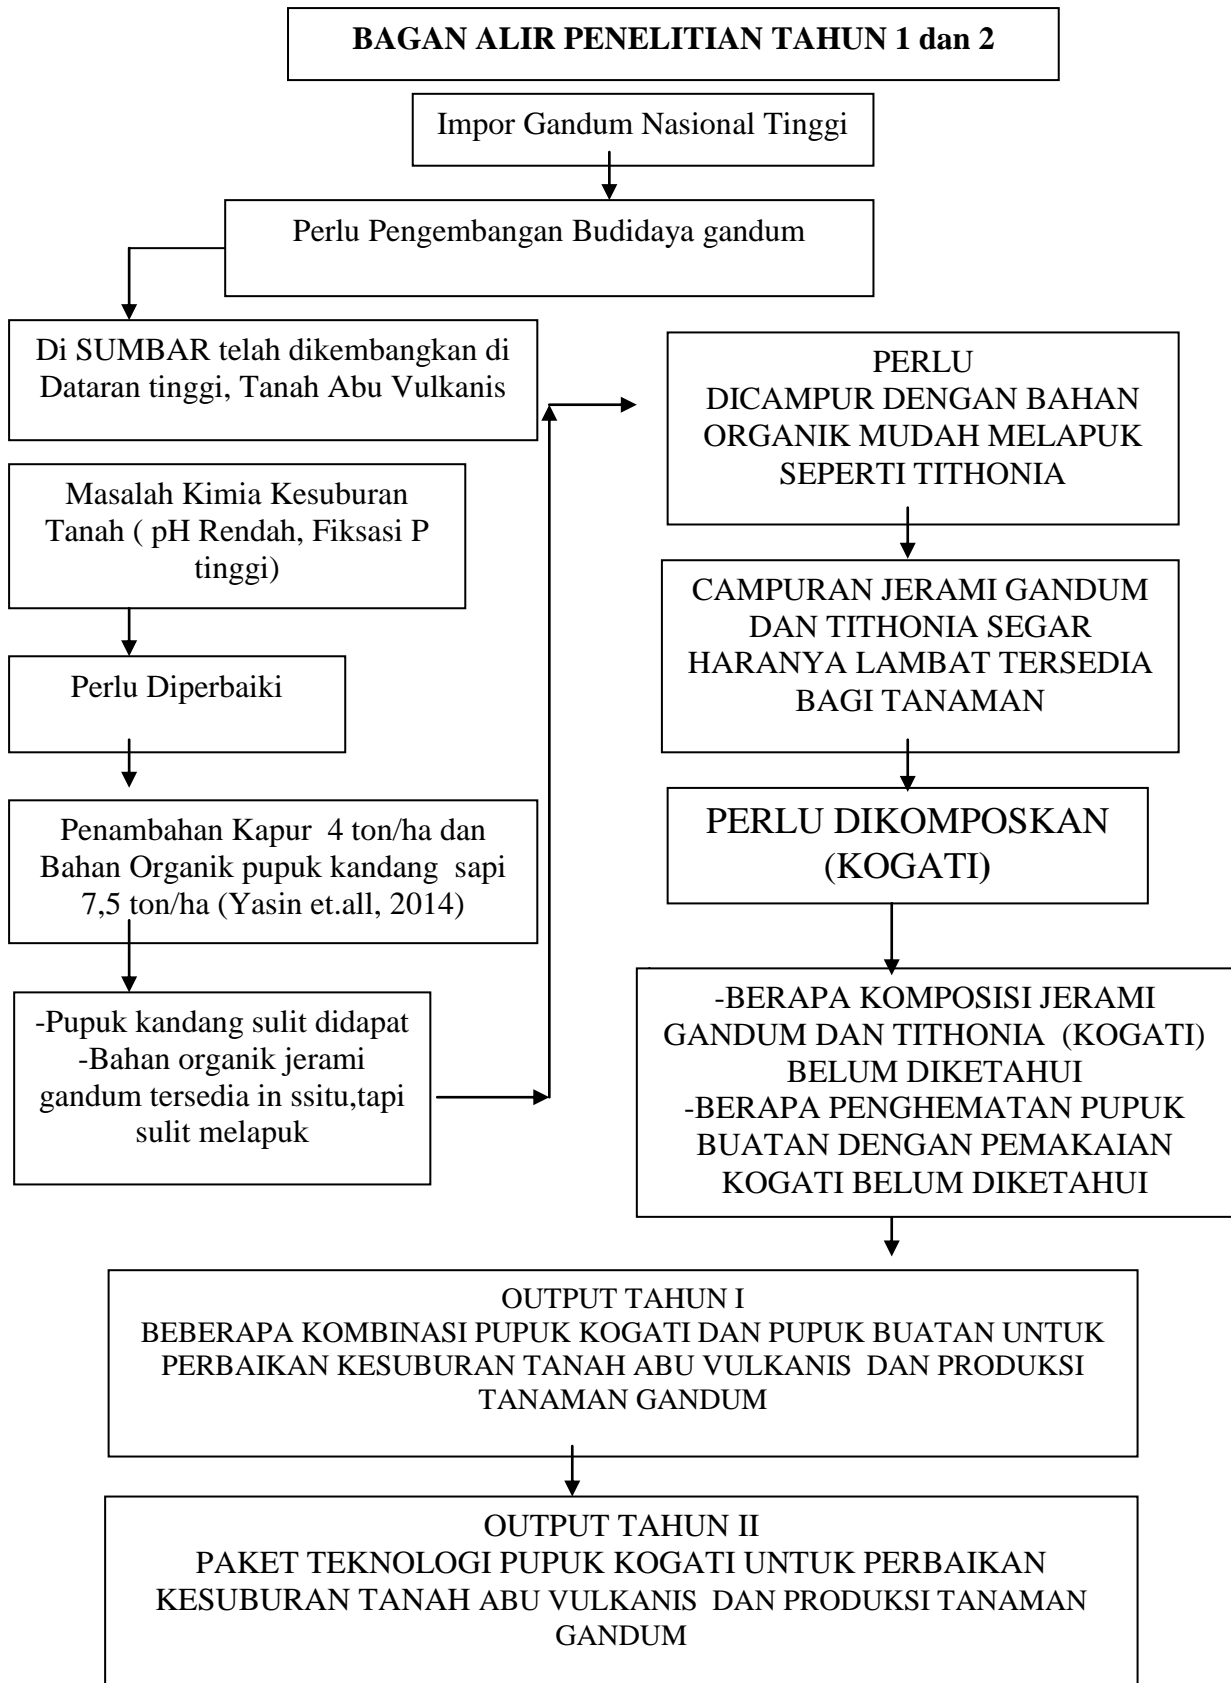 BAGAN ALIR PENELITIAN TAHUN 1 dan 2
Impor Gandum Nasional Tinggi
Perlu Pengembangan Budidaya gandum
Di SUMBAR telah dikembangkan di
Dataran tinggi, Tanah Abu Vulkanis
Masalah Kimia Kesuburan
Tanah ( pH Rendah, Fiksasi P
tinggi)
Perlu Diperbaiki
Penambahan Kapur 4 ton/ha dan
Bahan Organik pupuk kandang sapi
7,5 ton/ha (Yasin et.all, 2014)
-Pupuk kandang sulit didapat
-Bahan organik jerami
gandum tersedia in ssitu,tapi
sulit melapuk
PERLU
DICAMPUR DENGAN BAHAN
ORGANIK MUDAH MELAPUK
SEPERTI TITHONIA
CAMPURAN JERAMI GANDUM
DAN TITHONIA SEGAR
HARANYA LAMBAT TERSEDIA
BAGI TANAMAN
PERLU DIKOMPOSKAN
(KOGATI)
-BERAPA KOMPOSISI JERAMI
GANDUM DAN TITHONIA (KOGATI)
BELUM DIKETAHUI
-BERAPA PENGHEMATAN PUPUK
BUATAN DENGAN PEMAKAIAN
KOGATI BELUM DIKETAHUI
OUTPUT TAHUN I
BEBERAPA KOMBINASI PUPUK KOGATI DAN PUPUK BUATAN UNTUK
PERBAIKAN KESUBURAN TANAH ABU VULKANIS DAN PRODUKSI
TANAMAN GANDUM
OUTPUT TAHUN II
PAKET TEKNOLOGI PUPUK KOGATI UNTUK PERBAIKAN
KESUBURAN TANAH ABU VULKANIS DAN PRODUKSI TANAMAN
GANDUM